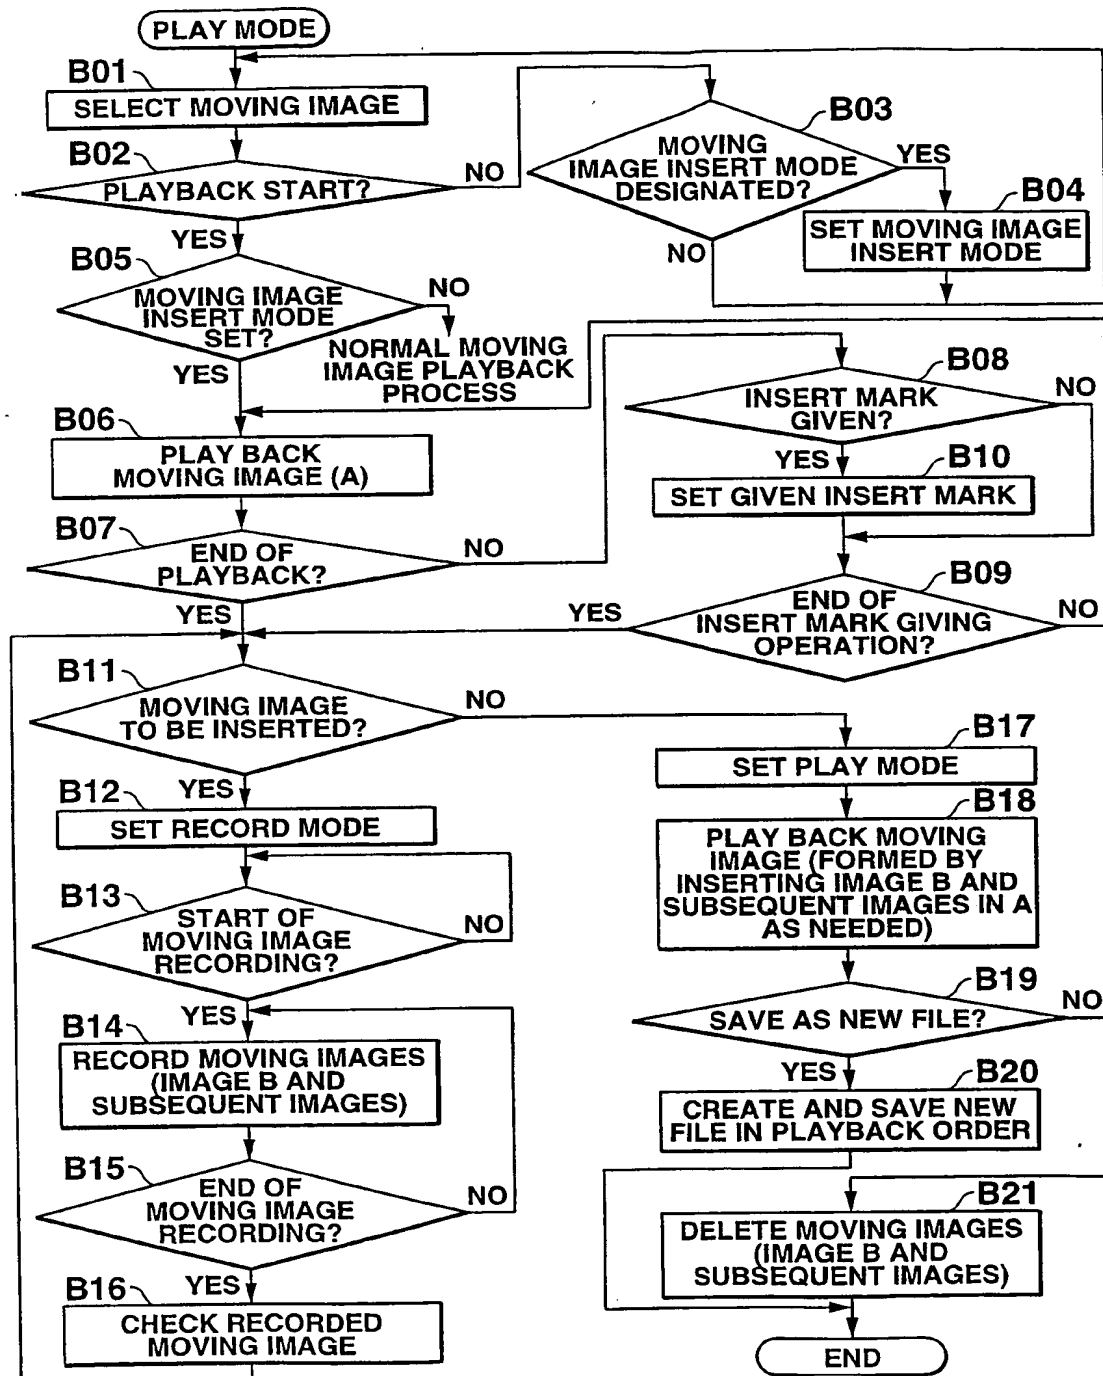 PLAY MODE
B01
SELECT MOVING IMAGE
B02
PLAYBACK START?
NO
YES
B03
MOVING
IMAGE INSERT MODE
DESIGNATED?
YES
NO
B04
SET MOVING IMAGE
INSERT MODE
B05
MOVING IMAGE
INSERT MODE
SET?
NO
NORMAL MOVING
IMAGE PLAYBACK
PROCESS
YES
B06
PLAY BACK
MOVING IMAGE (A)
B07
END OF
PLAYBACK?
NO
YES
B08
INSERT MARK
GIVEN?
NO
YES
B10
SET GIVEN INSERT MARK
B09
END OF
INSERT MARK GIVING
OPERATION?
YES
NO
B11
MOVING IMAGE
TO BE INSERTED?
NO
YES
B12
SET RECORD MODE
B13
START OF
MOVING IMAGE
RECORDING?
NO
YES
B14
RECORD MOVING IMAGES
(IMAGE B AND
SUBSEQUENT IMAGES)
B15
END OF
MOVING IMAGE
RECORDING?
NO
YES
B16
CHECK RECORDED
MOVING IMAGE
B17
SET PLAY MODE
B18
PLAY BACK MOVING
IMAGE (FORMED BY
INSERTING IMAGE B AND
SUBSEQUENT IMAGES IN A
AS NEEDED)
B19
SAVE AS NEW FILE?
NO
YES
B20
CREATE AND SAVE NEW
FILE IN PLAYBACK ORDER
B21
DELETE MOVING IMAGES
(IMAGE B AND
SUBSEQUENT IMAGES)
END